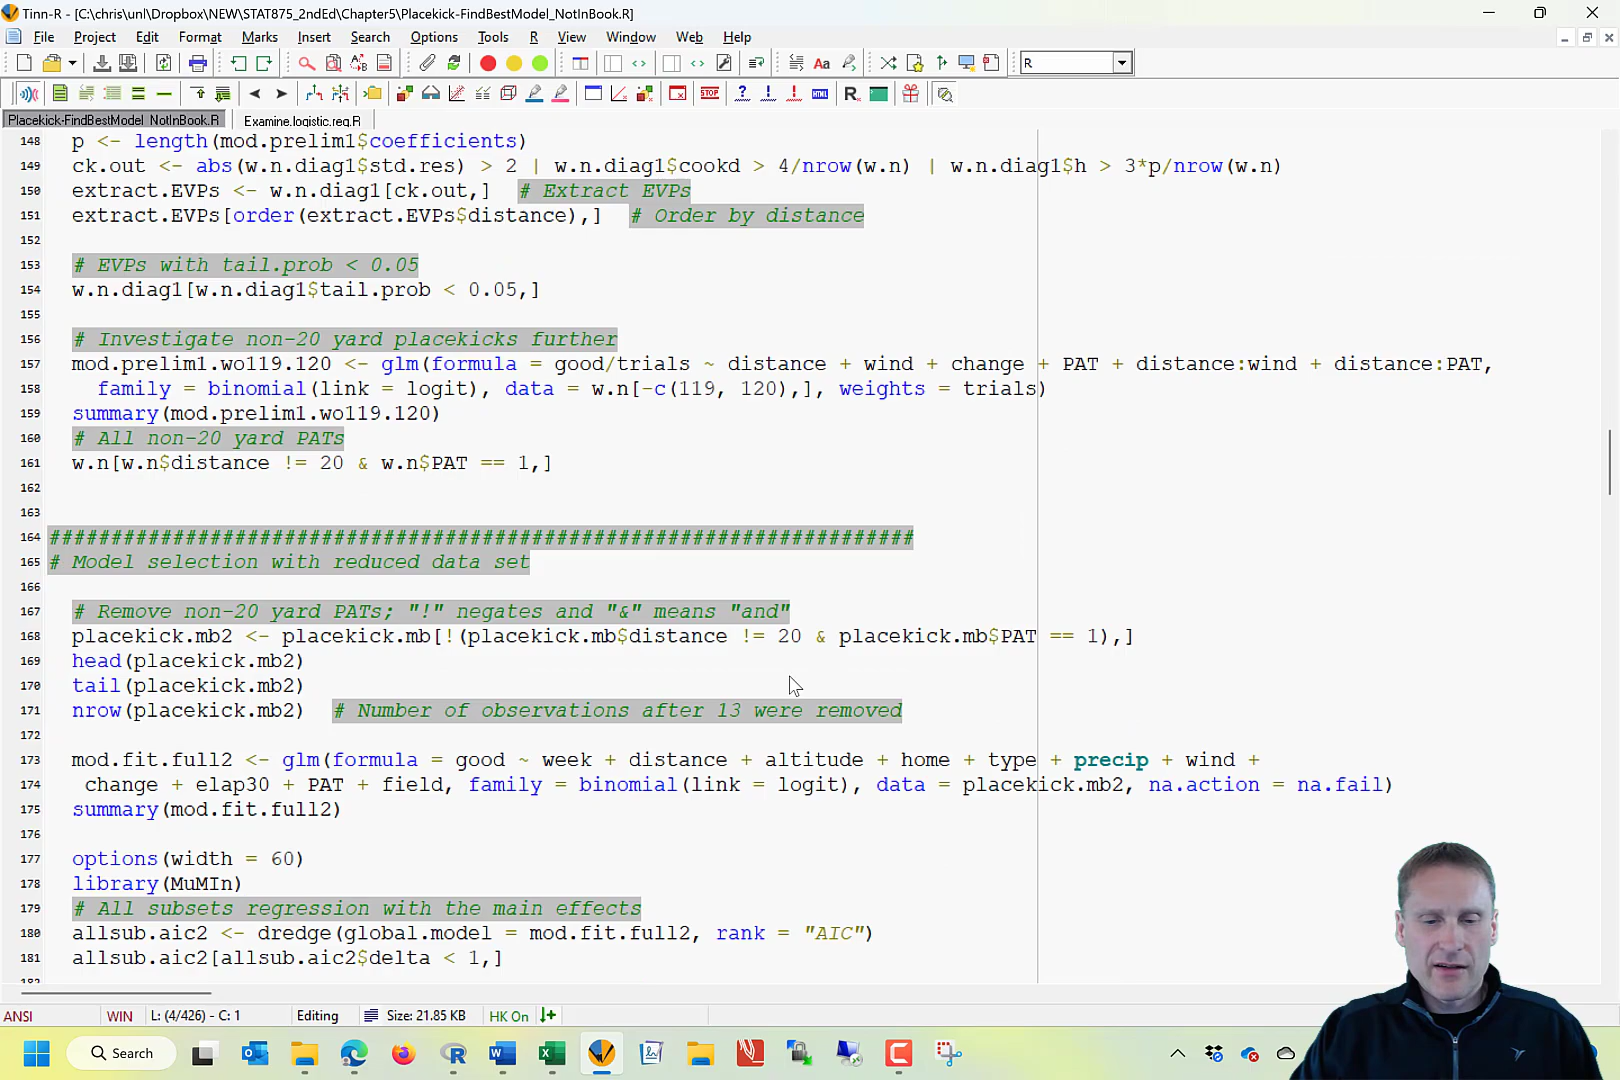 Tinn-R - [C:\chris\unl\Dropbox\NEW\STAT875_2ndEd\Chapter5\Placekick-FindBestModel_NotInBook.R]
File Project Edit Format Marks Insert Search Options Tools R View Window Web Help
R
Placekick-FindBestModel_NotInBook.R Examine.logistic.reg.R
148 p <- length(mod.prelim1$coefficients)
149 ck.out <- abs(w.n.diag1$std.res) > 2 | w.n.diag1$cookd > 4/nrow(w.n) | w.n.diag1$h > 3*p/nrow(w.n)
150 extract.EVPs <- w.n.diag1[ck.out,] # Extract EVPs
151 extract.EVPs[order(extract.EVPs$distance),] # Order by distance
152
153 # EVPs with tail.prob < 0.05
154 w.n.diag1[w.n.diag1$tail.prob < 0.05,]
155
156 # Investigate non-20 yard placekicks further
157 mod.prelim1.wo119.120 <- glm(formula = good/trials ~ distance + wind + change + PAT + distance:wind + distance:PAT,
158 family = binomial(link = logit), data = w.n[-c(119, 120),], weights = trials)
159 summary(mod.prelim1.wo119.120)
160 # All non-20 yard PATs
161 w.n[w.n$distance != 20 & w.n$PAT == 1,]
162
163
164 ######################################################################
165 # Model selection with reduced data set
166
167 # Remove non-20 yard PATs; "!" negates and "&" means "and"
168 placekick.mb2 <- placekick.mb[!(placekick.mb$distance != 20 & placekick.mb$PAT == 1),]
169 head(placekick.mb2)
170 tail(placekick.mb2)
171 nrow(placekick.mb2) # Number of observations after 13 were removed
172
173 mod.fit.full2 <- glm(formula = good ~ week + distance + altitude + home + type + precip + wind +
174 change + elap30 + PAT + field, family = binomial(link = logit), data = placekick.mb2, na.action = na.fail)
175 summary(mod.fit.full2)
176
177 options(width = 60)
178 library(MuMIn)
179 # All subsets regression with the main effects
180 allsub.aic2 <- dredge(global.model = mod.fit.full2, rank = "AIC")
181 allsub.aic2[allsub.aic2$delta < 1,]
ANSI WIN L: (4/426) - C: 1 Editing Size: 21.85 KB HK On
Search